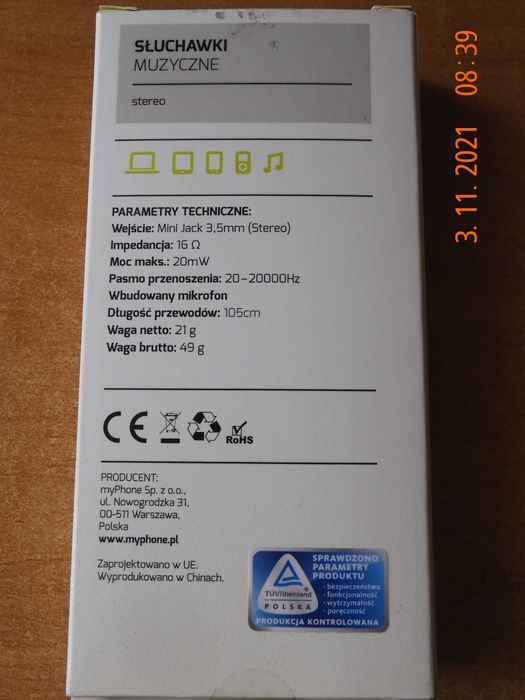 SŁUCHAWKI
MUZYCZNE
stereo
PARAMETRY TECHNICZNE:
Wejście: Mini Jack 3,5mm (Stereo)
Impedancja: 16 Ω
Moc maks.: 20mW
Pasmo przenoszenia: 20–20000Hz
Wbudowany mikrofon
Długość przewodów: 105cm
Waga netto: 21 g
Waga brutto: 49 g
CE
RoHS
PRODUCENT:
myPhone Sp. z o.o.,
ul. Nowogrodzka 31,
00-511 Warszawa,
Polska
www.myphone.pl
Zaprojektowano w UE.
Wyprodukowano w Chinach.
TÜVRheinland®
POLSKA
SPRAWDZONO
PARAMETRY
PRODUKTU
- bezpieczeństwo
- funkcjonalność
- wytrzymałość
- poręczność
PRODUKCJA KONTROLOWANA
3. 11. 2021 08:39